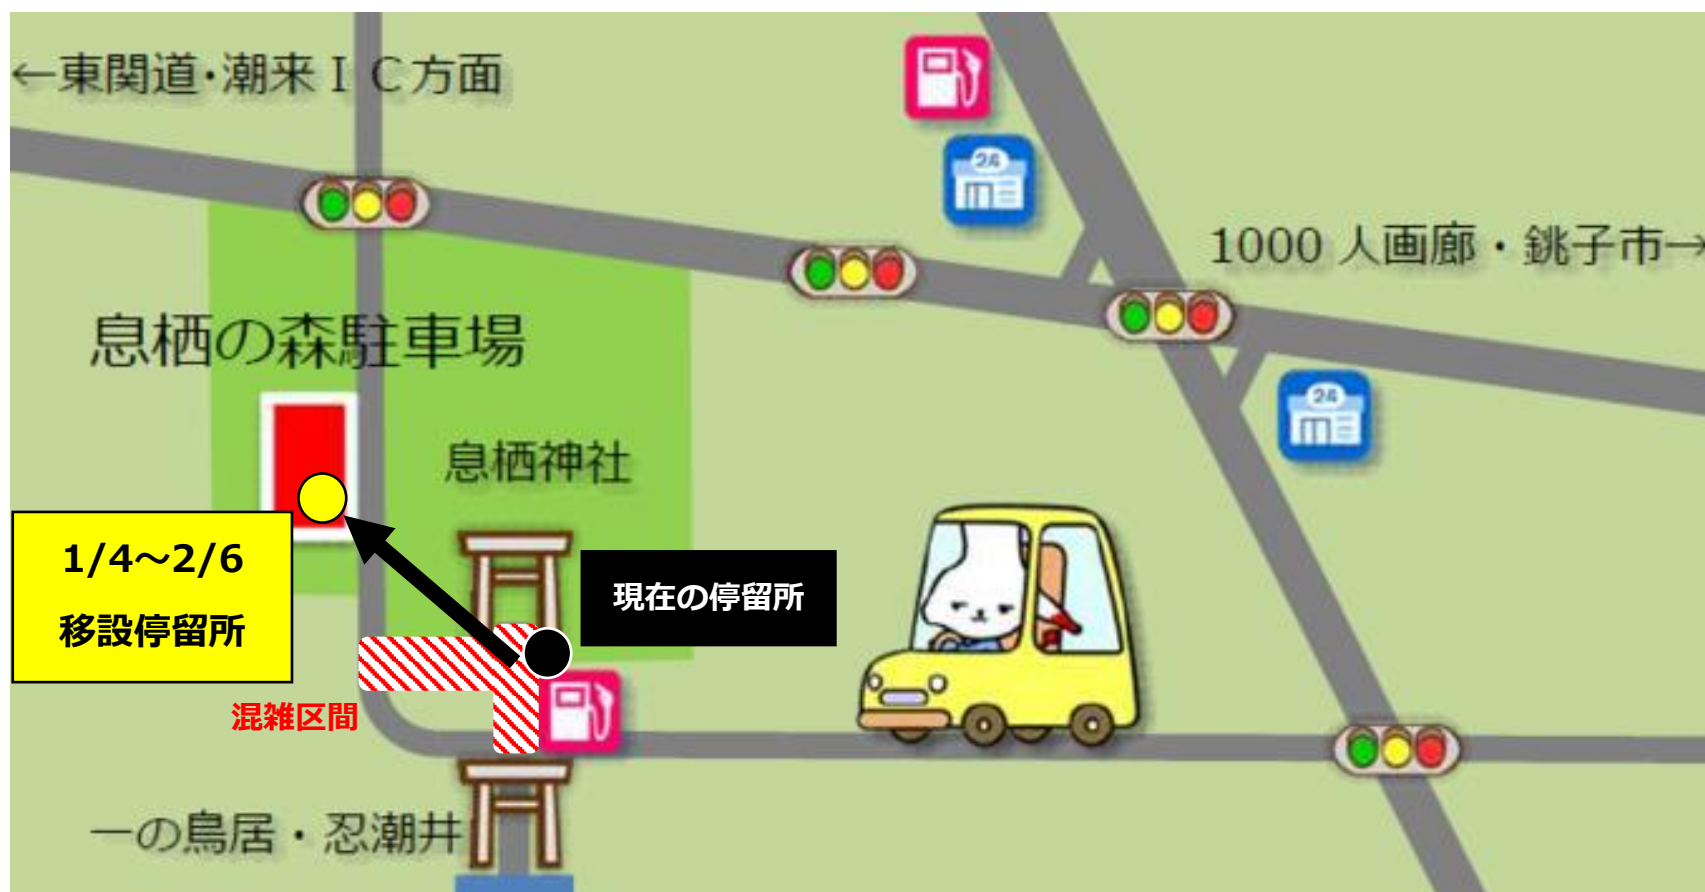 ←東関道・潮来ＩＣ方面
24
1000 人画廊・銚子市→
息栖の森駐車場
24
息栖神社
1/4～2/6
移設停留所
現在の停留所
混雑区間
一の鳥居・忍潮井